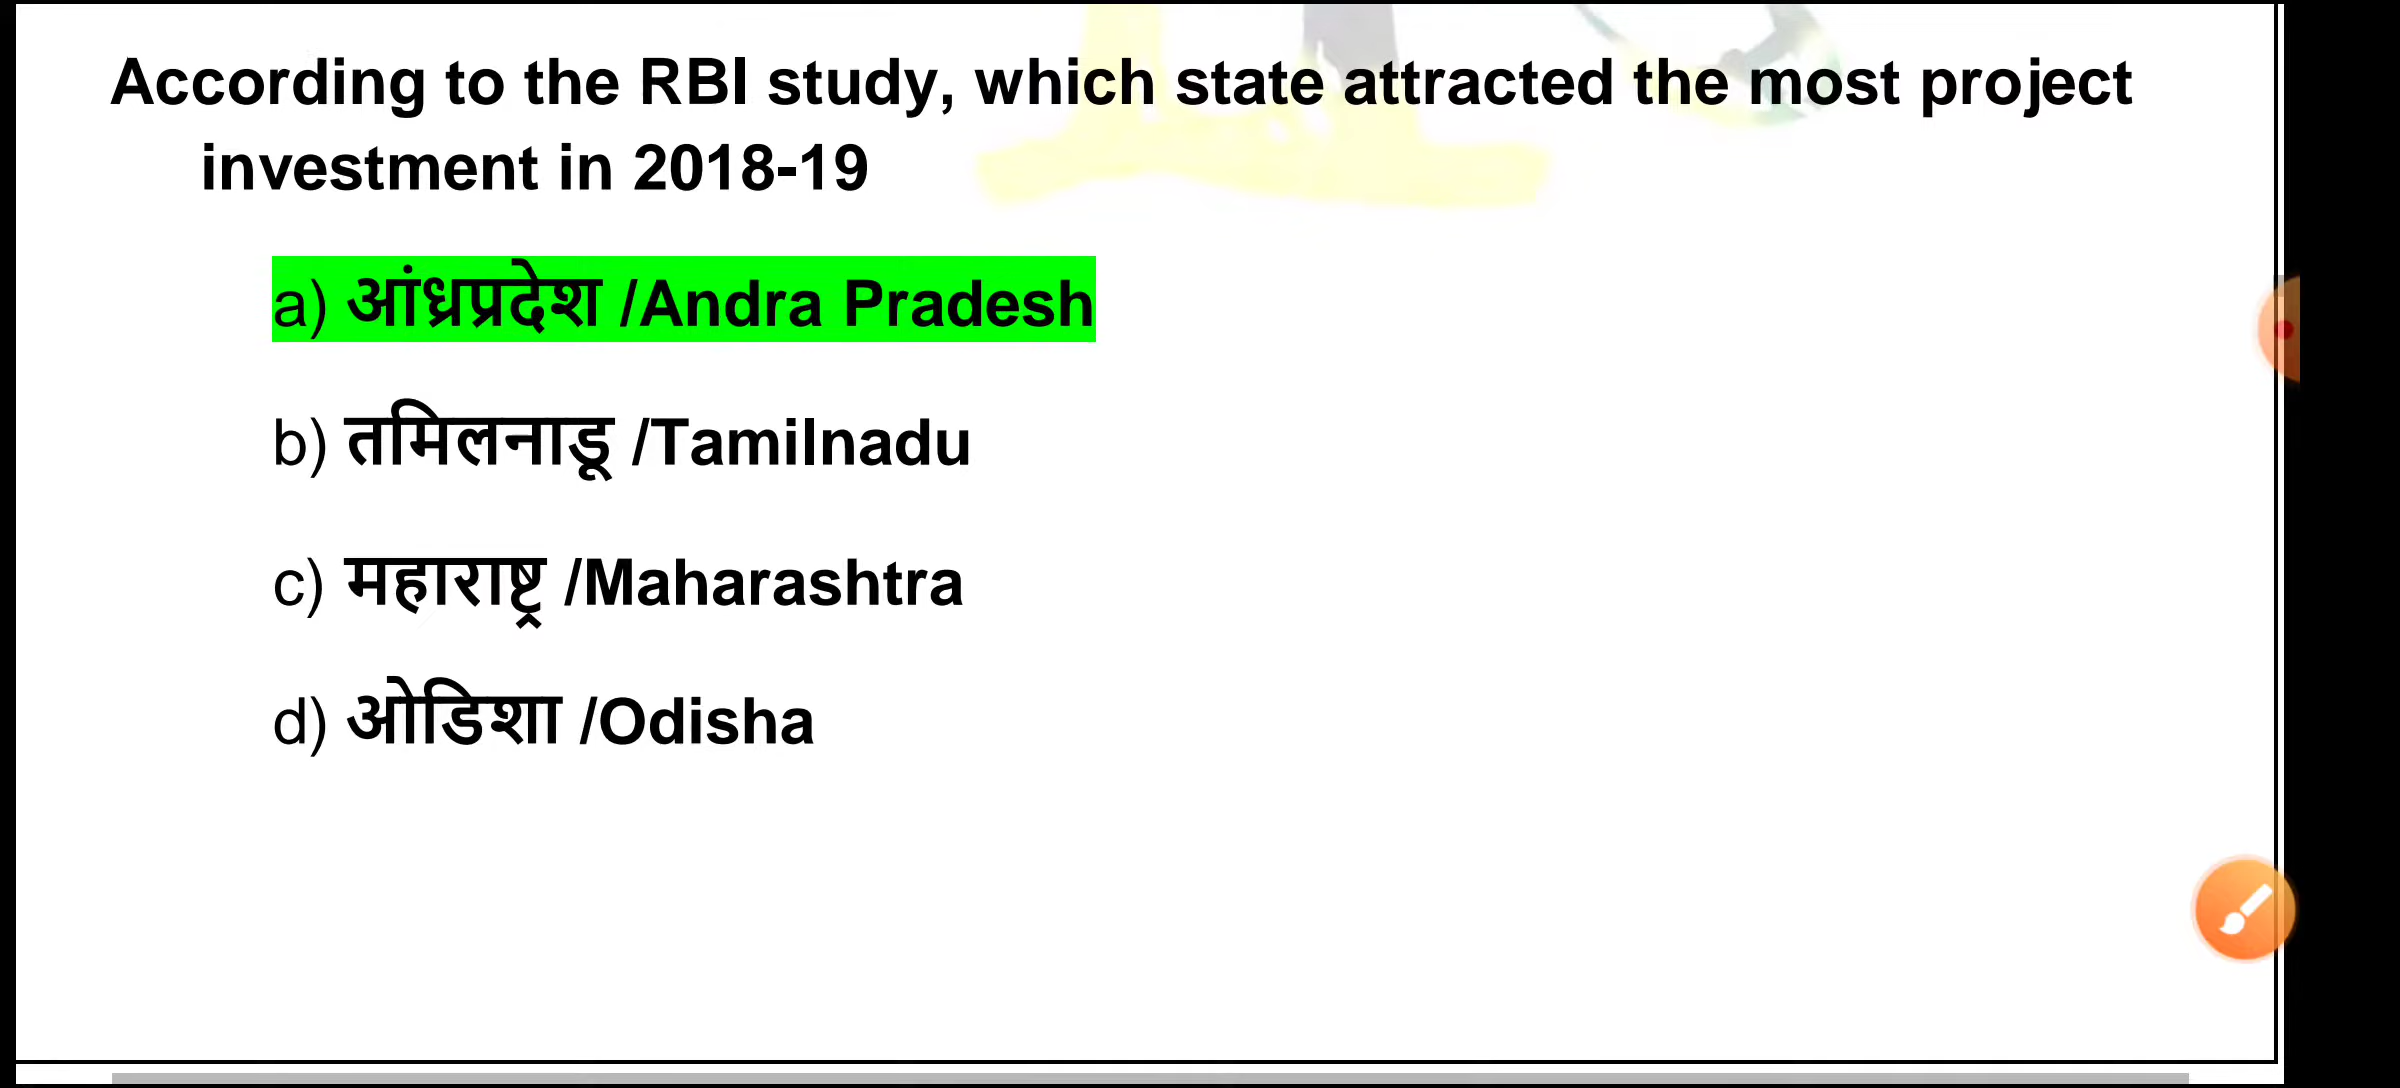 According to the RBI study, which state attracted the most project
investment in 2018-19
a) आंध्रप्रदेश /Andra Pradesh
b) तमिलनाडू /Tamilnadu
c) महाराष्ट्र /Maharashtra
d) ओडिशा /Odisha